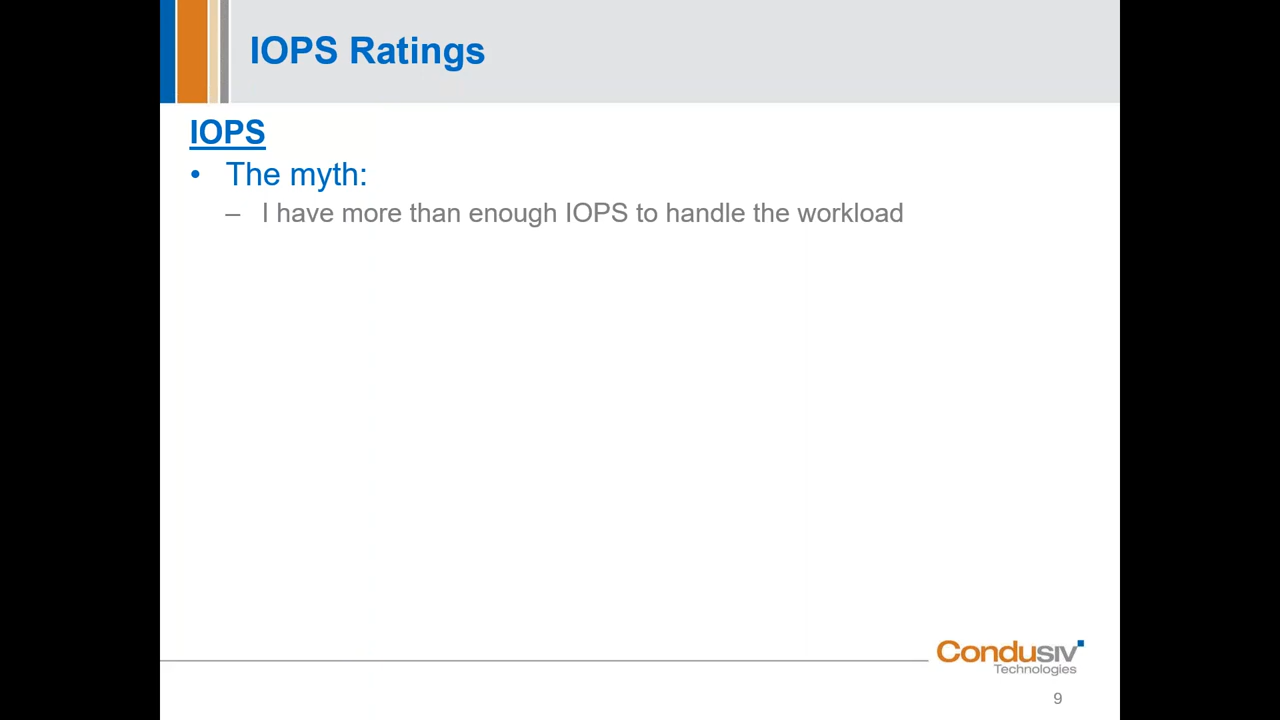 IOPS Ratings
IOPS
• The myth:
– I have more than enough IOPS to handle the workload
Condusiv
Technologies
9